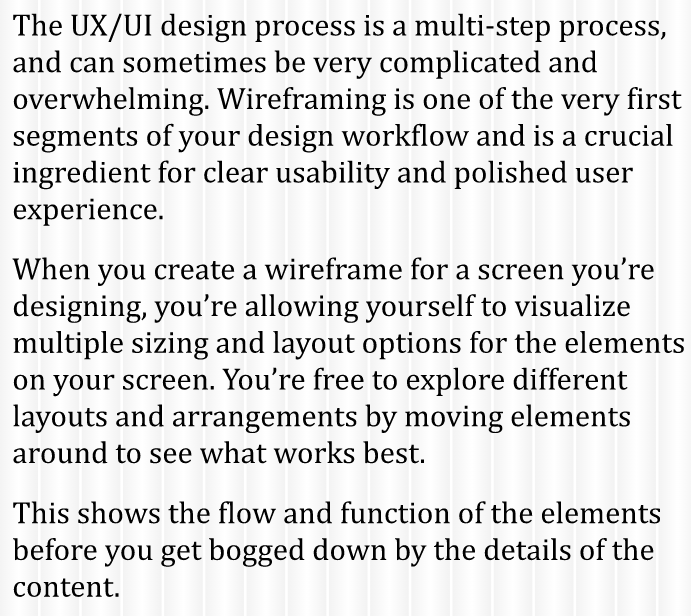 The UX/UI design process is a multi-step process,
and can sometimes be very complicated and
overwhelming. Wireframing is one of the very first
segments of your design workflow and is a crucial
ingredient for clear usability and polished user
experience.
When you create a wireframe for a screen you’re
designing, you’re allowing yourself to visualize
multiple sizing and layout options for the elements
on your screen. You’re free to explore different
layouts and arrangements by moving elements
around to see what works best.
This shows the flow and function of the elements
before you get bogged down by the details of the
content.